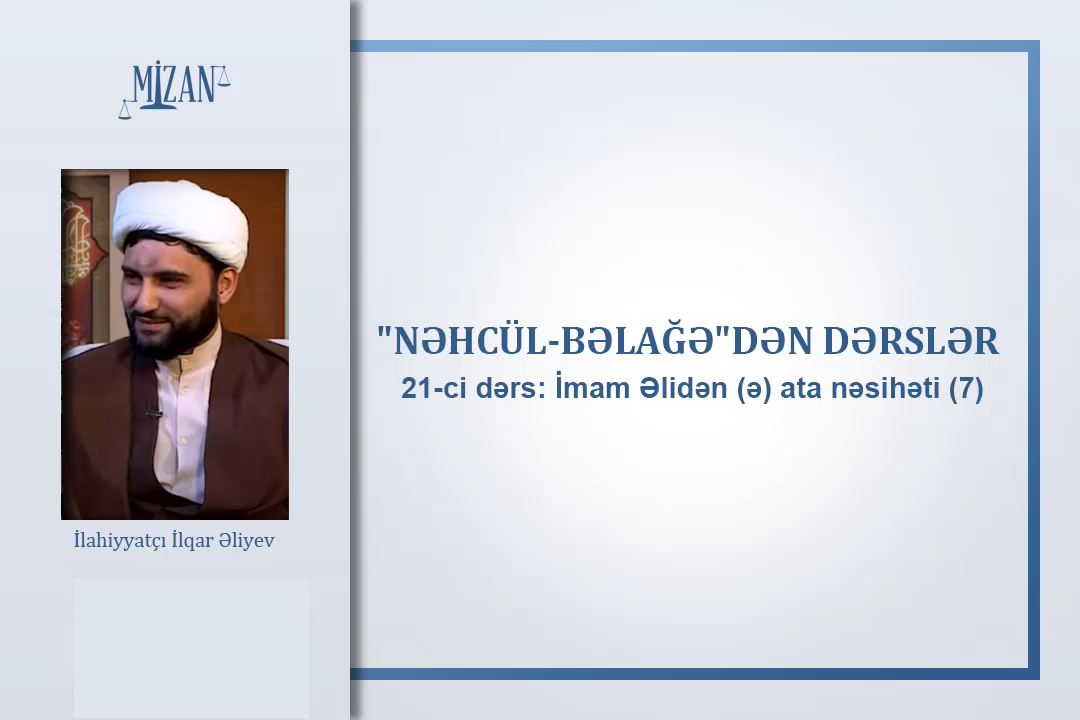 MİZAN
İlahiyyatçı İlqar Əliyev
"NƏHCÜL-BƏLAĞƏ"DƏN DƏRSLƏR
21-ci dərs: İmam Əlidən (ə) ata nəsihəti (7)